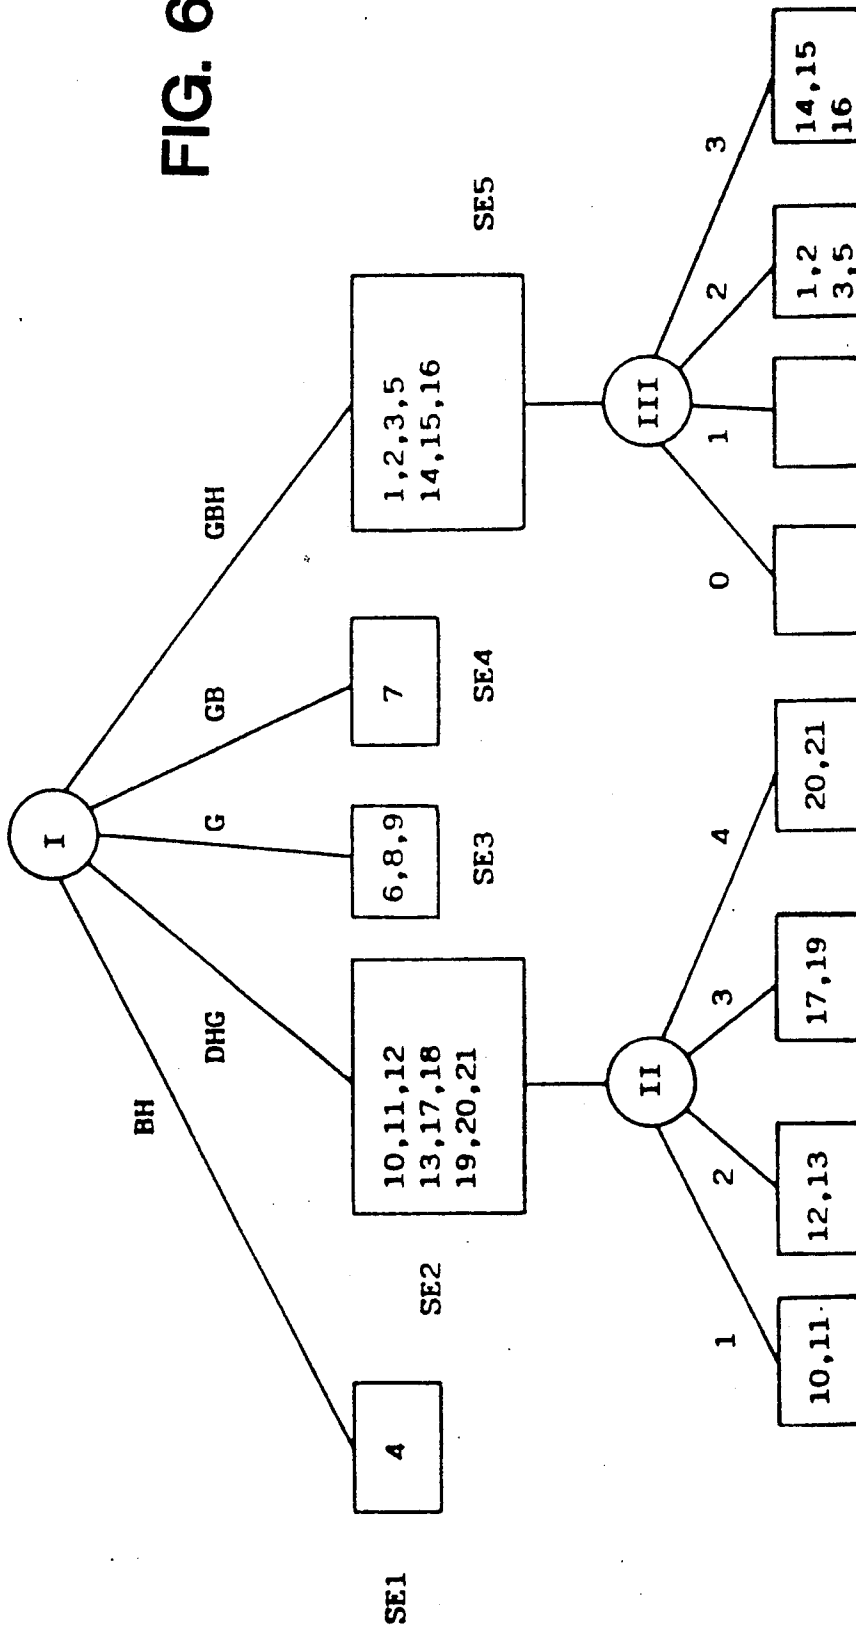 FIG. 6
I
BH
DHG
G
GB
GBH
SE1
4
SE2
10,11,12
13,17,18
19,20,21
6,8,9
SE3
7
SE4
1,2,3,5
14,15,16
SE5
II
1
2
3
4
10,11
12,13
17,19
20,21
III
0
1
2
3
1,2
3,5
14,15
16